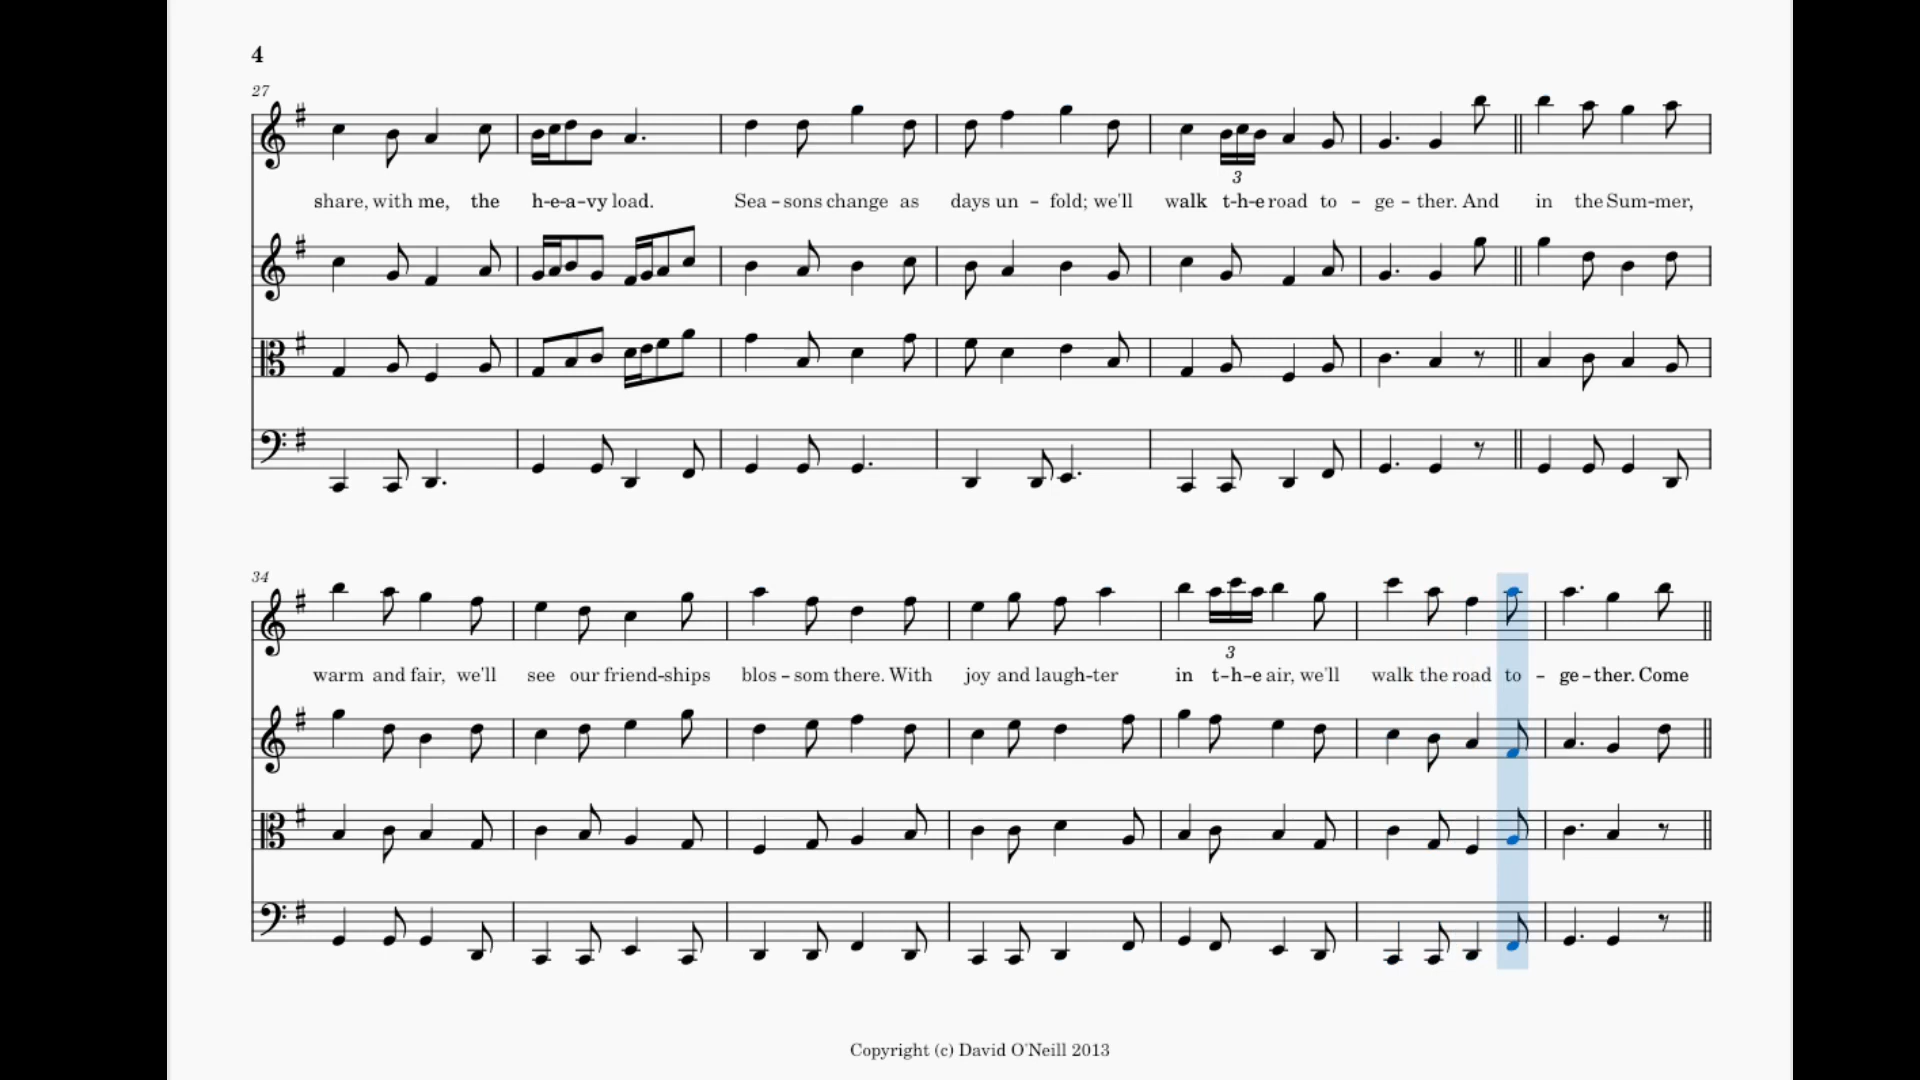 4
27
share, with me, the h-e-a-vy load. Sea - sons change as days un - fold; we'll walk t-h-e road to - ge - ther. And in the Sum-mer,
3
34
3
warm and fair, we'll see our friend-ships blos - som there. With joy and laugh-ter in t-h-e air, we'll walk the road to - ge - ther. Come
Copyright (c) David O'Neill 2013